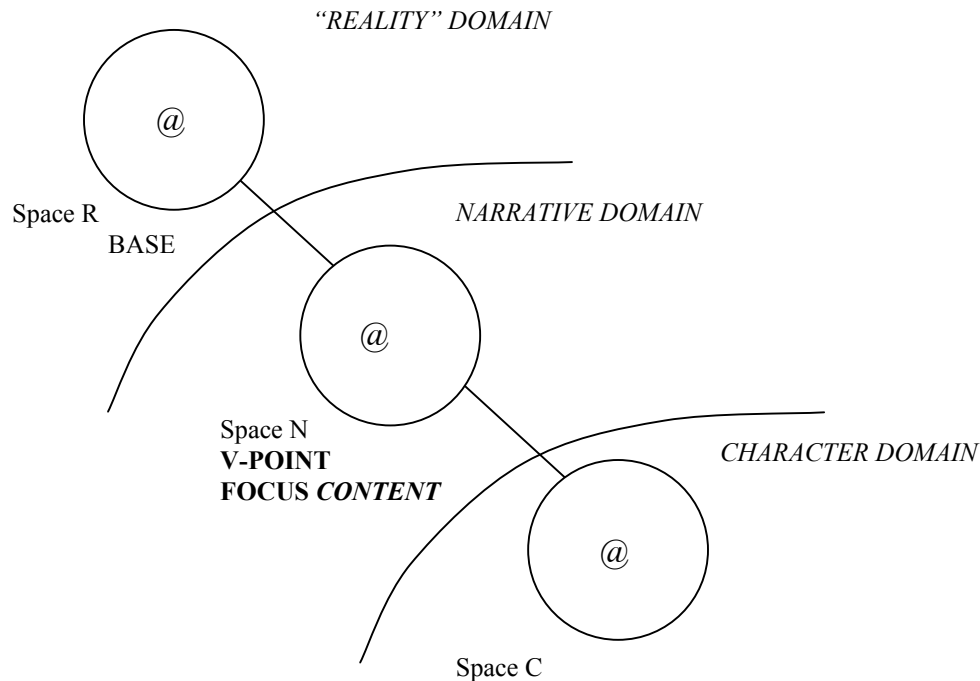 “REALITY” DOMAIN
@
Space R
BASE
NARRATIVE DOMAIN
@
Space N
V-POINT
FOCUS CONTENT
CHARACTER DOMAIN
@
Space C